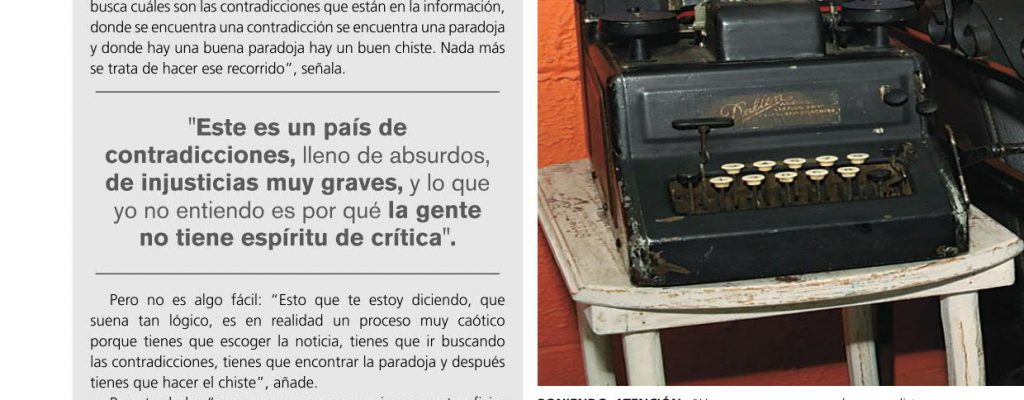 busca cuáles son las contradicciones que están en la información,
donde se encuentra una contradicción se encuentra una paradoja
y donde hay una buena paradoja hay un buen chiste. Nada más
se trata de hacer ese recorrido”, señala.
"Este es un país de
contradicciones, lleno de absurdos,
de injusticias muy graves, y lo que
yo no entiendo es por qué la gente
no tiene espíritu de crítica".
Pero no es algo fácil: “Esto que te estoy diciendo, que
suena tan lógico, es en realidad un proceso muy caótico
porque tienes que escoger la noticia, tienes que ir buscando
las contradicciones, tienes que encontrar la paradoja y después
tienes que hacer el chiste”, añade.
Dalton
PONIENDO ATENCIÓN.